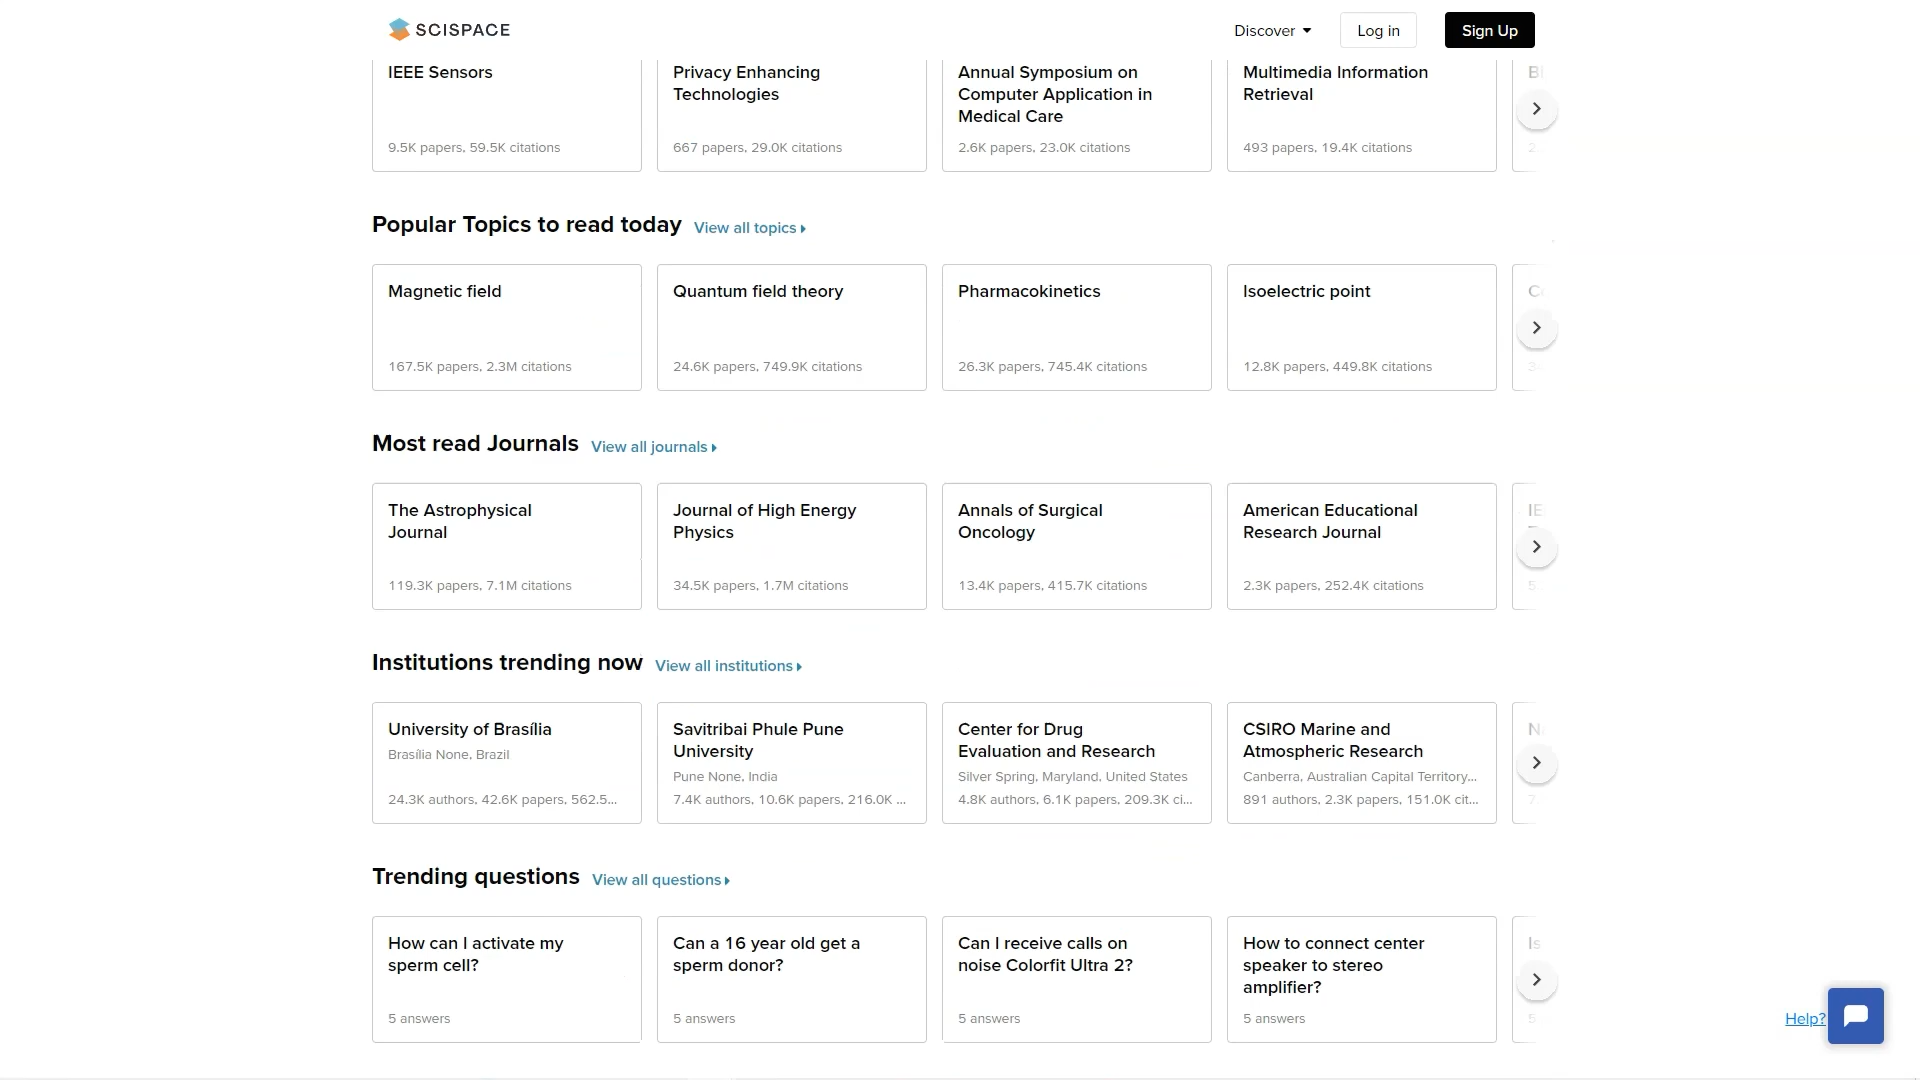 SCISPACE
Discover
Log in
Sign Up
IEEE Sensors
9.5K papers, 59.5K citations
Privacy Enhancing
Technologies
667 papers, 29.0K citations
Annual Symposium on
Computer Application in
Medical Care
2.6K papers, 23.0K citations
Multimedia Information
Retrieval
493 papers, 19.4K citations
Popular Topics to read today View all topics
Magnetic field
167.5K papers, 2.3M citations
Quantum field theory
24.6K papers, 749.9K citations
Pharmacokinetics
26.3K papers, 745.4K citations
Isoelectric point
12.8K papers, 449.8K citations
Most read Journals View all journals
The Astrophysical
Journal
119.3K papers, 7.1M citations
Journal of High Energy
Physics
34.5K papers, 1.7M citations
Annals of Surgical
Oncology
13.4K papers, 415.7K citations
American Educational
Research Journal
2.3K papers, 252.4K citations
Institutions trending now View all institutions
University of Brasília
Brasília None, Brazil
24.3K authors, 42.6K papers, 562.5...
Savitribai Phule Pune
University
Pune None, India
7.4K authors, 10.6K papers, 216.0K ...
Center for Drug
Evaluation and Research
Silver Spring, Maryland, United States
4.8K authors, 6.1K papers, 209.3K ci...
CSIRO Marine and
Atmospheric Research
Canberra, Australian Capital Territory...
891 authors, 2.3K papers, 151.0K cit...
Trending questions View all questions
How can I activate my
sperm cell?
5 answers
Can a 16 year old get a
sperm donor?
5 answers
Can I receive calls on
noise Colorfit Ultra 2?
5 answers
How to connect center
speaker to stereo
amplifier?
5 answers
Is
Help?